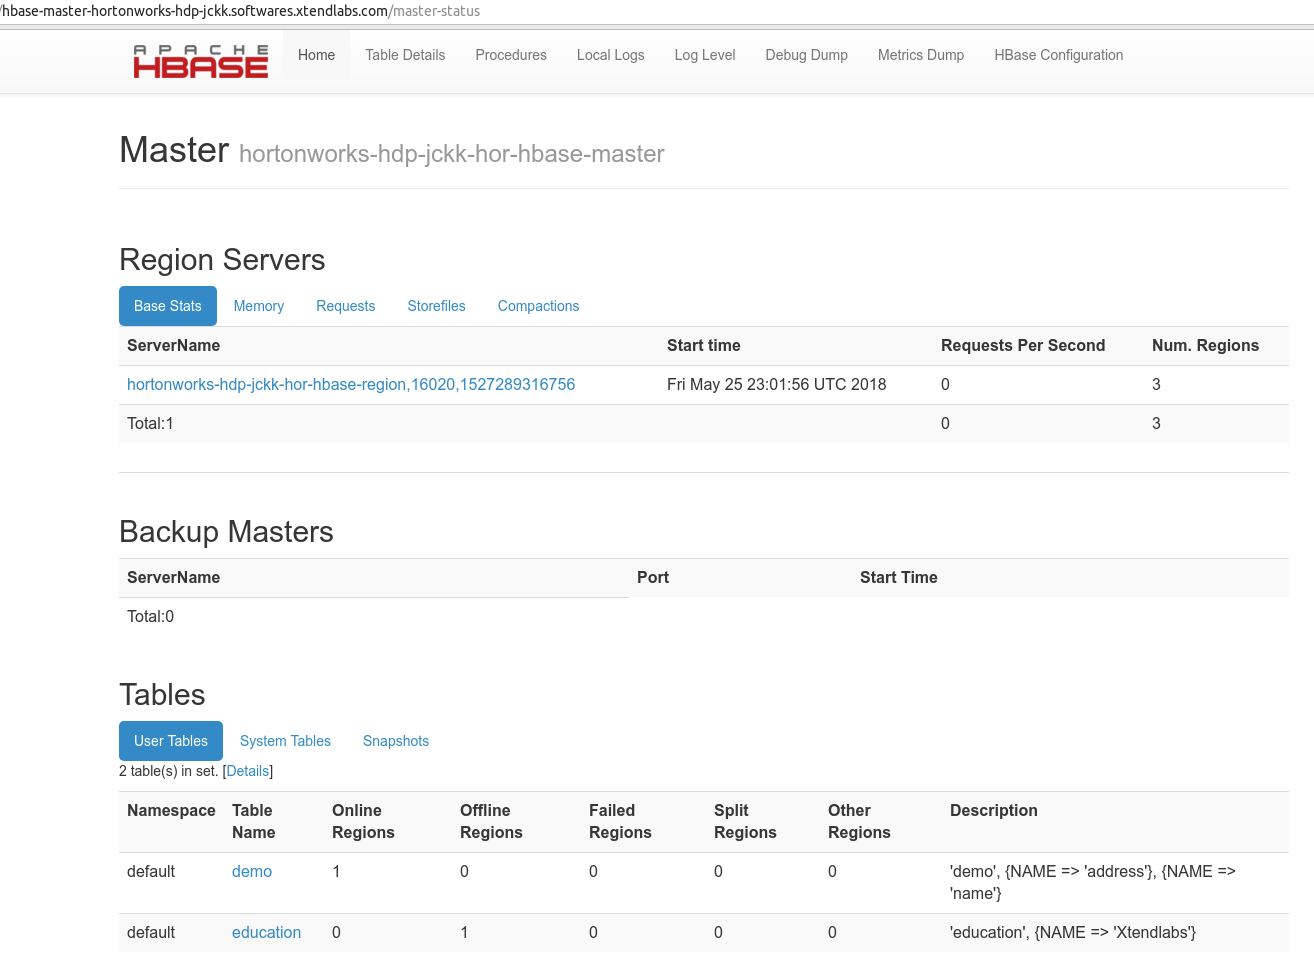 /hbase-master-hortonworks-hdp-jckk.softwares.xtendlabs.com/master-status
APACHE
HBASE
Home Table Details Procedures Local Logs Log Level Debug Dump Metrics Dump HBase Configuration
Master hortonworks-hdp-jckk-hor-hbase-master
Region Servers
Base Stats Memory Requests Storefiles Compactions
ServerName Start time Requests Per Second Num. Regions
hortonworks-hdp-jckk-hor-hbase-region,16020,1527289316756 Fri May 25 23:01:56 UTC 2018 0 3
Total:1 0 3
Backup Masters
ServerName Port Start Time
Total:0
Tables
User Tables System Tables Snapshots
2 table(s) in set. [Details]
Namespace Table Online Offline Failed Split Other Description
Name Regions Regions Regions Regions Regions
default demo 1 0 0 0 0 'demo', {NAME => 'address'}, {NAME =>
'name'}
default education 0 1 0 0 0 'education', {NAME => 'Xtendlabs'}